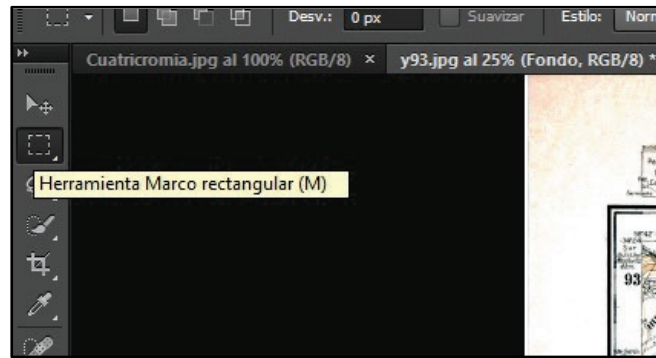 Desv.: 0 px Suavizar Estilo: Norm
Cuatricromia.jpg al 100% (RGB/8) × y93.jpg al 25% (Fondo, RGB/8) *
Herramienta Marco rectangular (M)
93